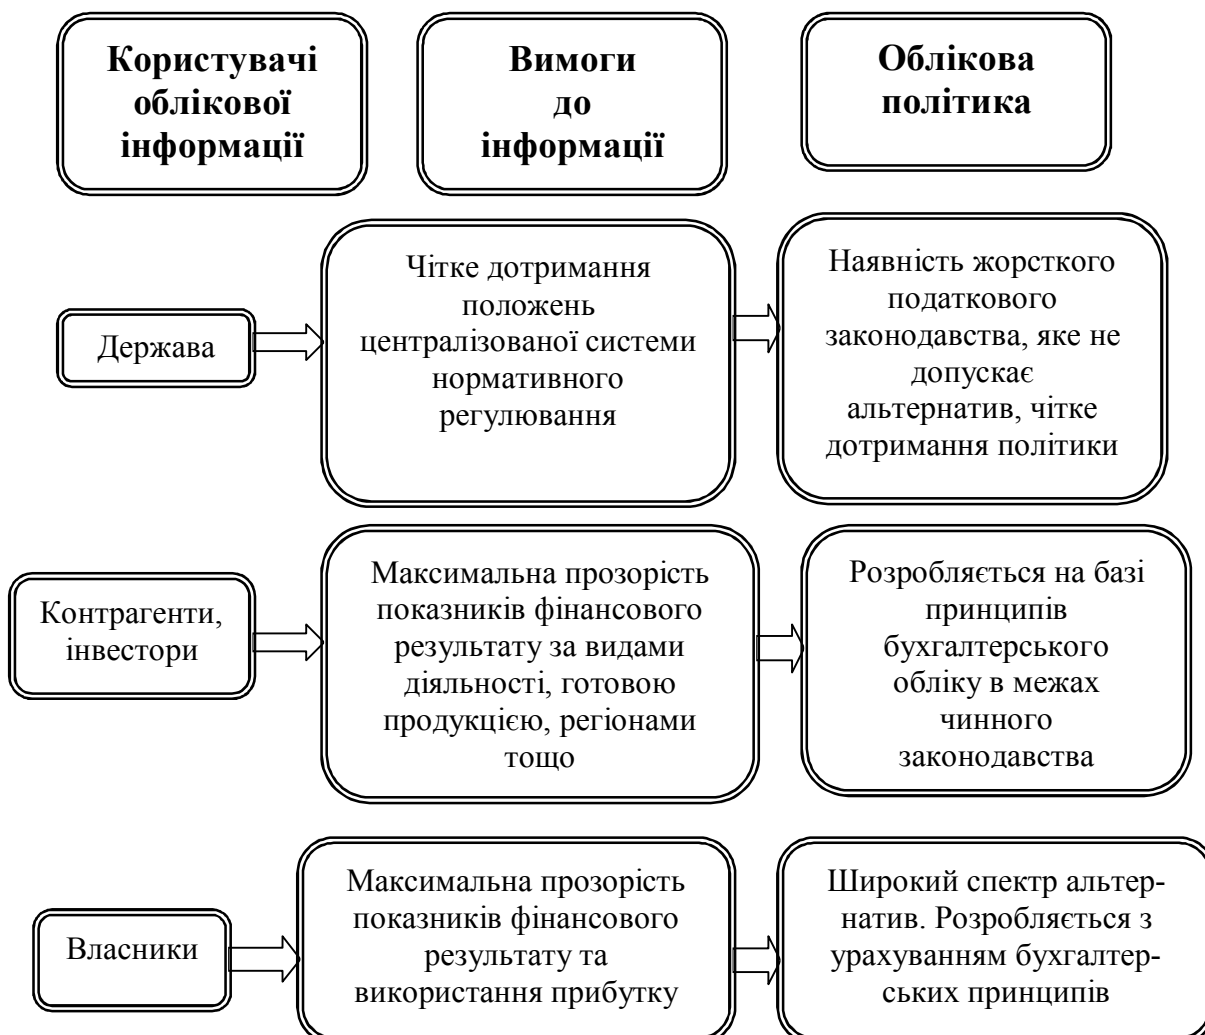 Користувачі
облікової
інформації
Вимоги
до
інформації
Облікова
політика
Держава
Чітке дотримання
положень
централізованої системи
нормативного
регулювання
Наявність жорсткого
податкового
законодавства, яке не
допускає
альтернатив, чітке
дотримання політики
Контрагенти,
інвестори
Максимальна прозорість
показників фінансового
результату за видами
діяльності, готовою
продукцією, регіонами
тощо
Розробляється на базі
принципів
бухгалтерського
обліку в межах
чинного
законодавства
Власники
Максимальна прозорість
показників фінансового
результату та
використання прибутку
Широкий спектр альтер-
натив. Розробляється з
урахуванням бухгалтер-
ських принципів